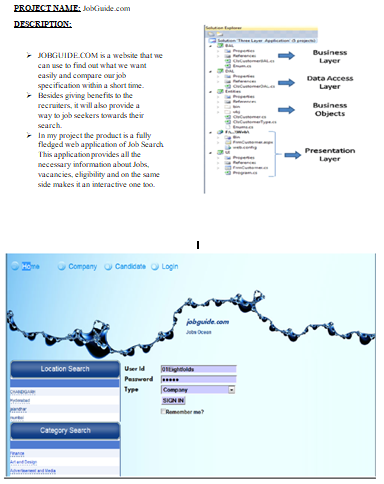 PROJECT NAME: JobGuide.com
DESCRIPTION:
➢ JOBGUIDE.COM is a website that we
can use to find out what we want
easily and compare our job
specification within a short time.
➢ Besides giving benefits to the
recruiters, it will also provide a
way to job seekers towards their
search.
➢ In my project the product is a fully
fledged web application of Job Search.
This application provides all the
necessary information about Jobs,
vacancies, eligibility and on the same
side makes it an interactive one too.
Solution Explorer
Solution 'Three Layer Application' (5 projects)
BAL
Properties
References
ClsCustomerBAL.cs
Enums.cs
DAL
Properties
References
Entities
Properties
References
bin
obj
ClsCustomer.cs
ClsCustomerType.cs
Enums.cs
Bin
FrmCustomer.aspx
web.config
UI
Properties
References
FrmCustomer.cs
Program.cs
Business
Layer
Data Access
Layer
Business
Objects
Presentation
Layer
Home Company Candidate Login
jobguide.com
Jobs Ocean
Location Search
CHANDIGARH
Hyderabad
mumbai
Category Search
Finance
Art and Design
Advertisement and Media
User Id 01Eightfolds
Password •••••
Type Company
SIGN IN
Remember me?